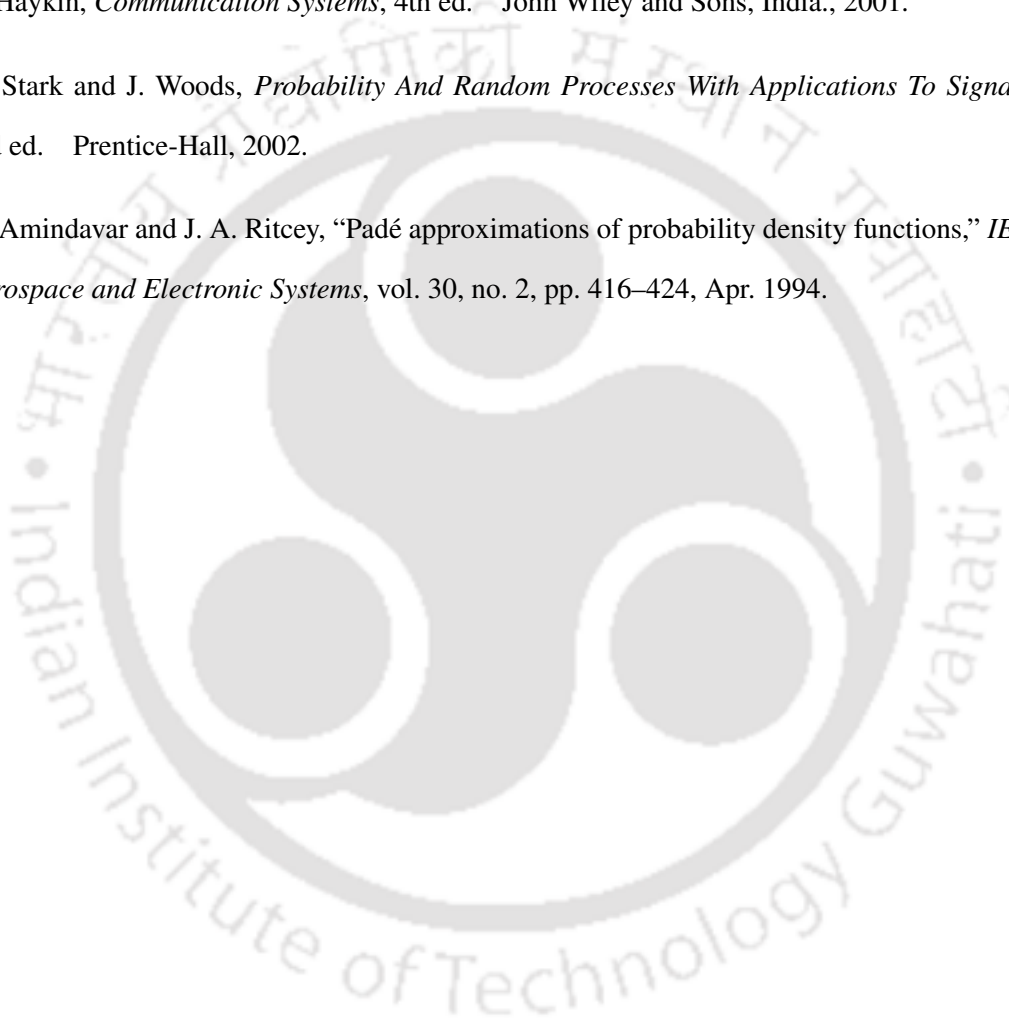 Haykin, Communication Systems, 4th ed. John Wiley and Sons, India., 2001.
Stark and J. Woods, Probability And Random Processes With Applications To Signa
ed. Prentice-Hall, 2002.
Amindavar and J. A. Ritcey, “Padé approximations of probability density functions,” IE
rospace and Electronic Systems, vol. 30, no. 2, pp. 416–424, Apr. 1994.
भारतीय प्रौद्योगिकी संस्थान गुवाहाटी
• Indian Institute of Technology Guwahati •